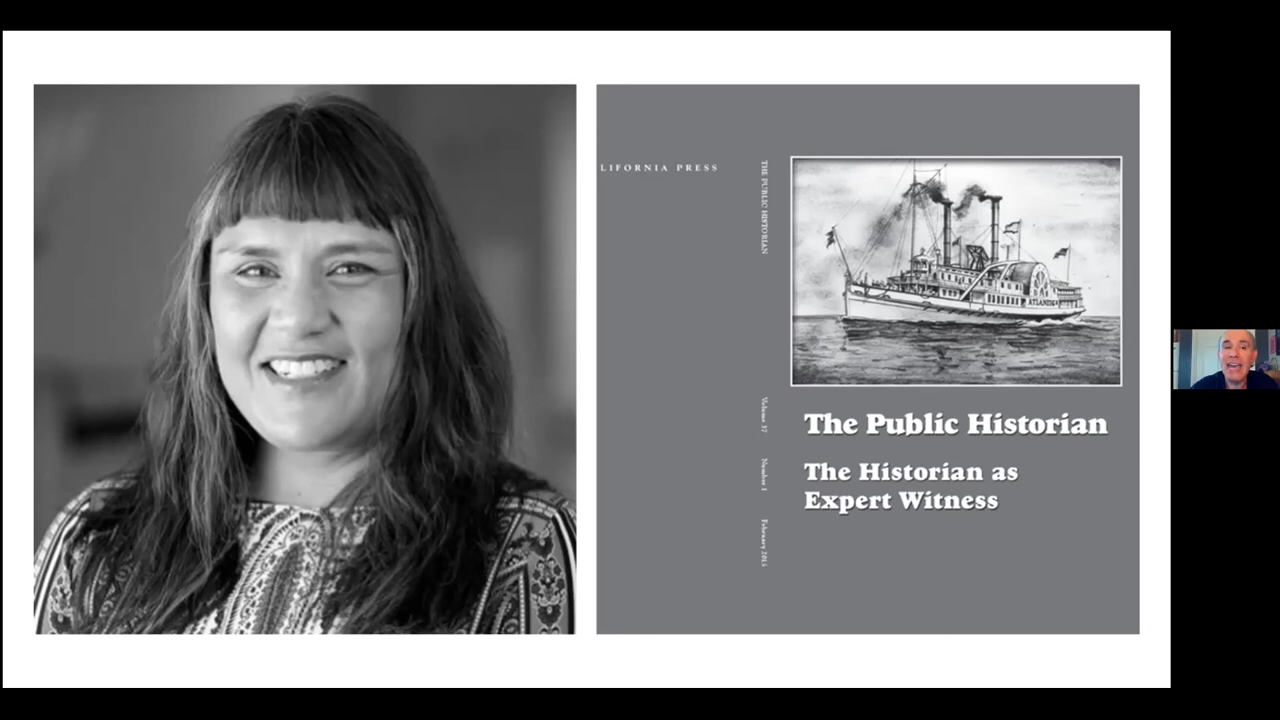 LIFORNIA PRESS
THE PUBLIC HISTORIAN
Volume 37
Number 1
February 2015
ATLANTIC
The Public Historian
The Historian as
Expert Witness